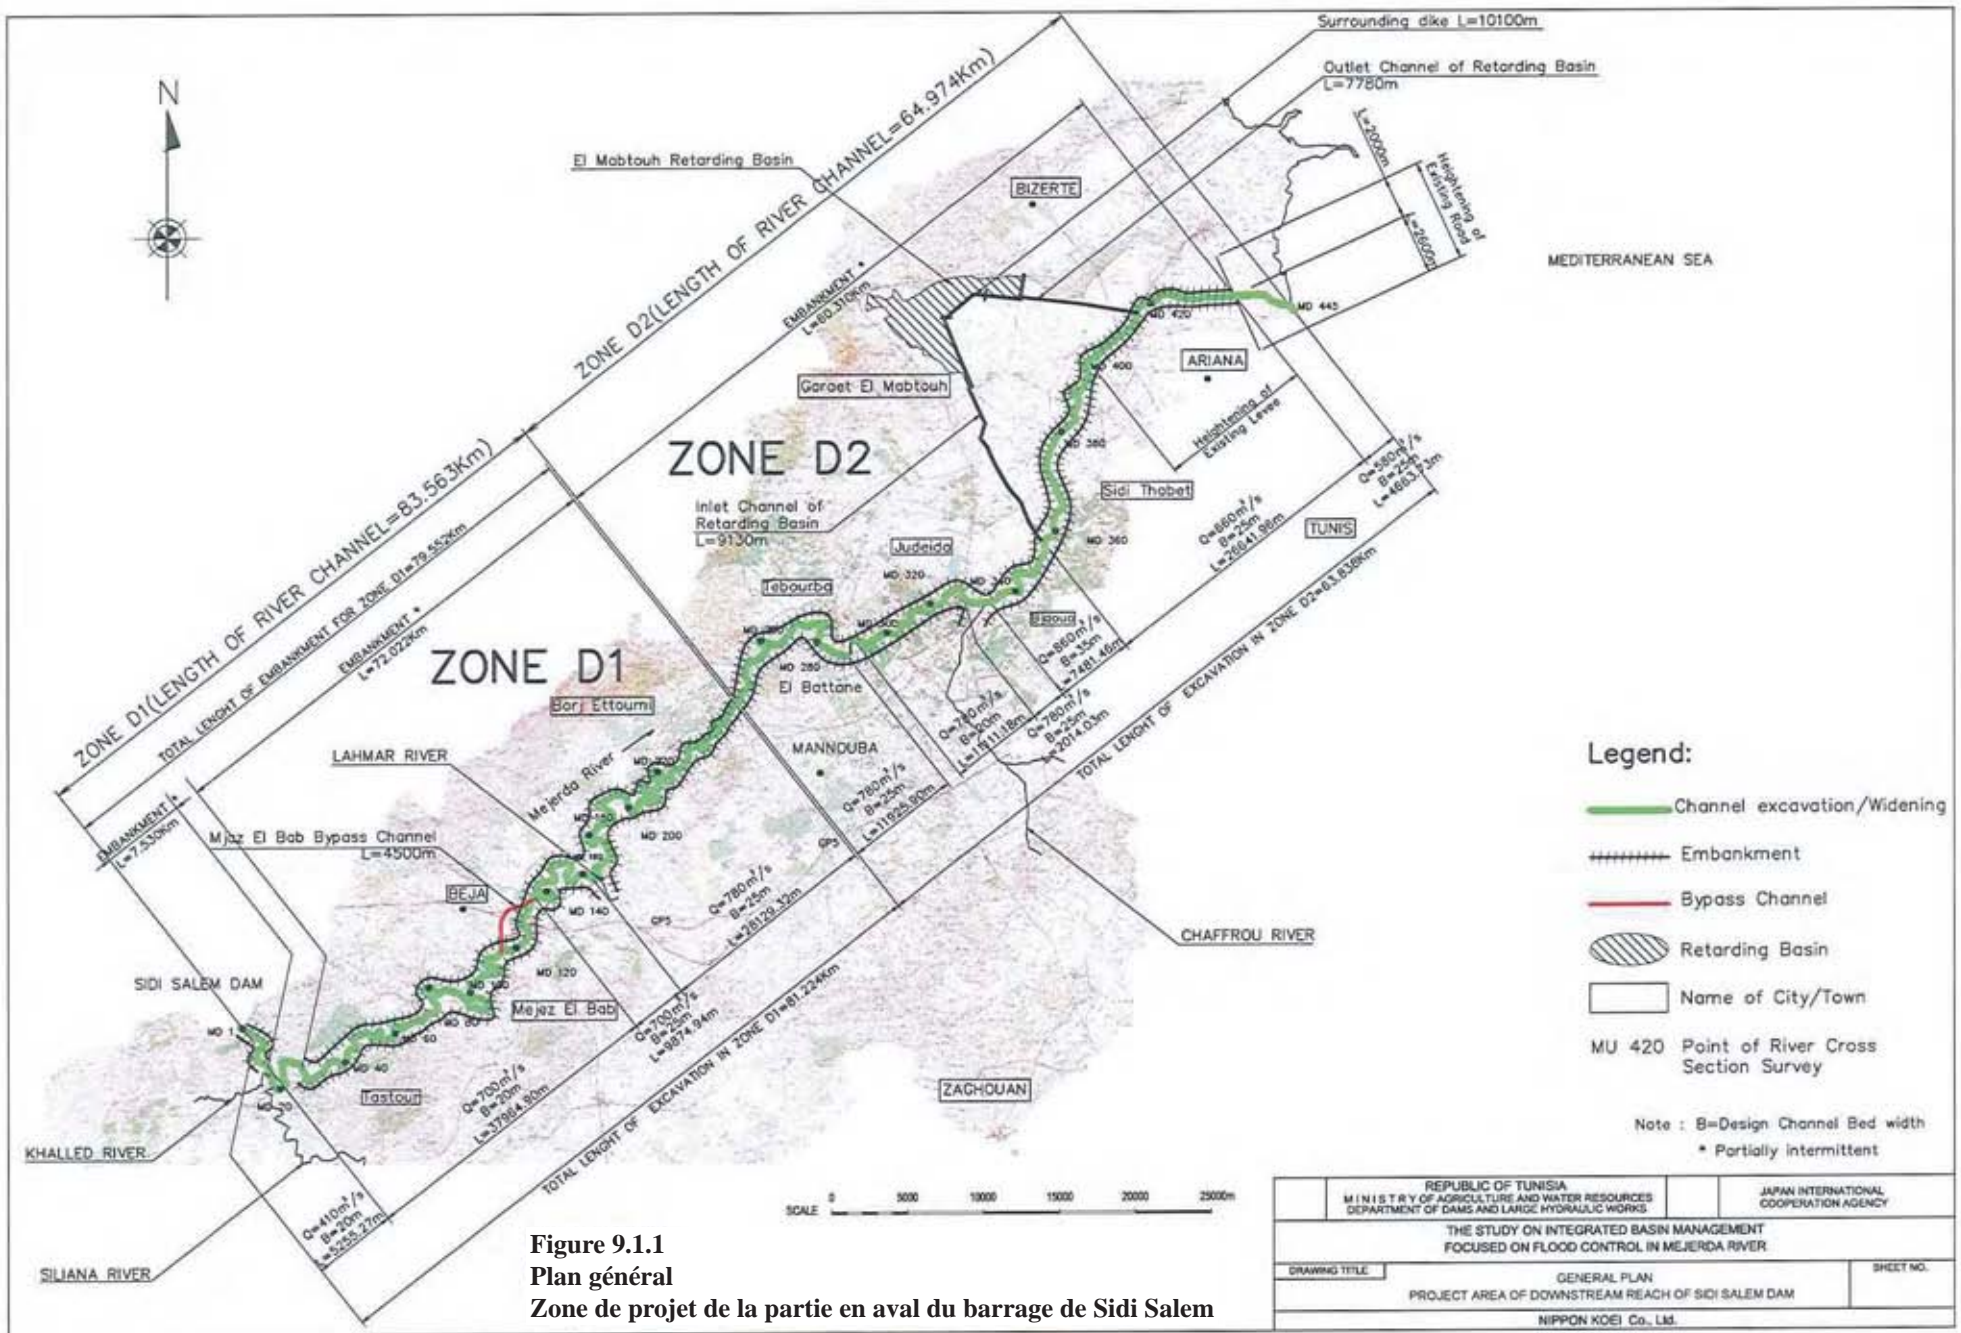 Surrounding dike L=10100m
Outlet Channel of Retarding Basin
L=7780m
N
ZONE D2(LENGTH OF RIVER CHANNEL=64.974Km)
El Mabtouh Retarding Basin
BIZERTE
L=2000m
Heightening of
Existing Road
L=2600m
MEDITERRANEAN SEA
EMBANKMENT *
L=60.310Km
MD 445
MD 420
ARIANA
MD 400
Garaet El Mabtouh
Heightening of
Existing Levee
MD 380
ZONE D2
Q=580m³/s
B=25m
L=4663.73m
Sidi Thabet
Inlet Channel of
Retarding Basin
L=9130m
Q=660m³/s
B=25m
L=26641.96m
TUNIS
MD 360
Judeida
MD 320
MD 340
Tebourba
ZONE D1(LENGTH OF RIVER CHANNEL=83.563Km)
TOTAL LENGHT OF EMBANKMENT FOR ZONE D1=79.552Km
EMBANKMENT *
L=72.022Km
ZONE D1
MD 300
MD 280
El Battane
Q=860m³/s
B=35m
L=7481.46m
Q=780m³/s
B=25m
L=2014.03m
Q=780m³/s
B=20m
L=11111.18m
TOTAL LENGHT OF EXCAVATION IN ZONE D2=63.838Km
Borj Ettoumi
LAHMAR RIVER
Mejerda River
MD 220
MANNOUBA
Q=780m³/s
B=25m
L=11925.90m
Legend:
Channel excavation/Widening
Embankment
Bypass Channel
Retarding Basin
Name of City/Town
MU 420 Point of River Cross
Section Survey
Note : B=Design Channel Bed width
* Partially intermittent
EMBANKMENT *
L=7.530Km
Mjaz El Bab Bypass Channel
L=4500m
MD 200
GP5
BEJA
MD 140
GP5
Q=780m³/s
B=25m
L=28129.32m
CHAFFROU RIVER
SIDI SALEM DAM
MD 120
MD 100
Mejez El Bab
MD 1
MD 80
MD 60
MD 40
Q=700m³/s
B=25m
L=9874.94m
TOTAL LENGHT OF EXCAVATION IN ZONE D1=81.224Km
Tastour
Q=700m³/s
B=20m
L=37964.90m
ZAGHOUAN
MD 20
KHALLED RIVER
Q=410m³/s
B=20m
L=5255.27m
SILIANA RIVER
SCALE 0 5000 10000 15000 20000 25000m
Figure 9.1.1
Plan général
Zone de projet de la partie en aval du barrage de Sidi Salem
REPUBLIC OF TUNISIA
MINISTRY OF AGRICULTURE AND WATER RESOURCES
DEPARTMENT OF DAMS AND LARGE HYDRAULIC WORKS
JAPAN INTERNATIONAL
COOPERATION AGENCY
THE STUDY ON INTEGRATED BASIN MANAGEMENT
FOCUSED ON FLOOD CONTROL IN MEJERDA RIVER
DRAWING TITLE
GENERAL PLAN
PROJECT AREA OF DOWNSTREAM REACH OF SIDI SALEM DAM
SHEET NO.
NIPPON KOEI Co., Ltd.